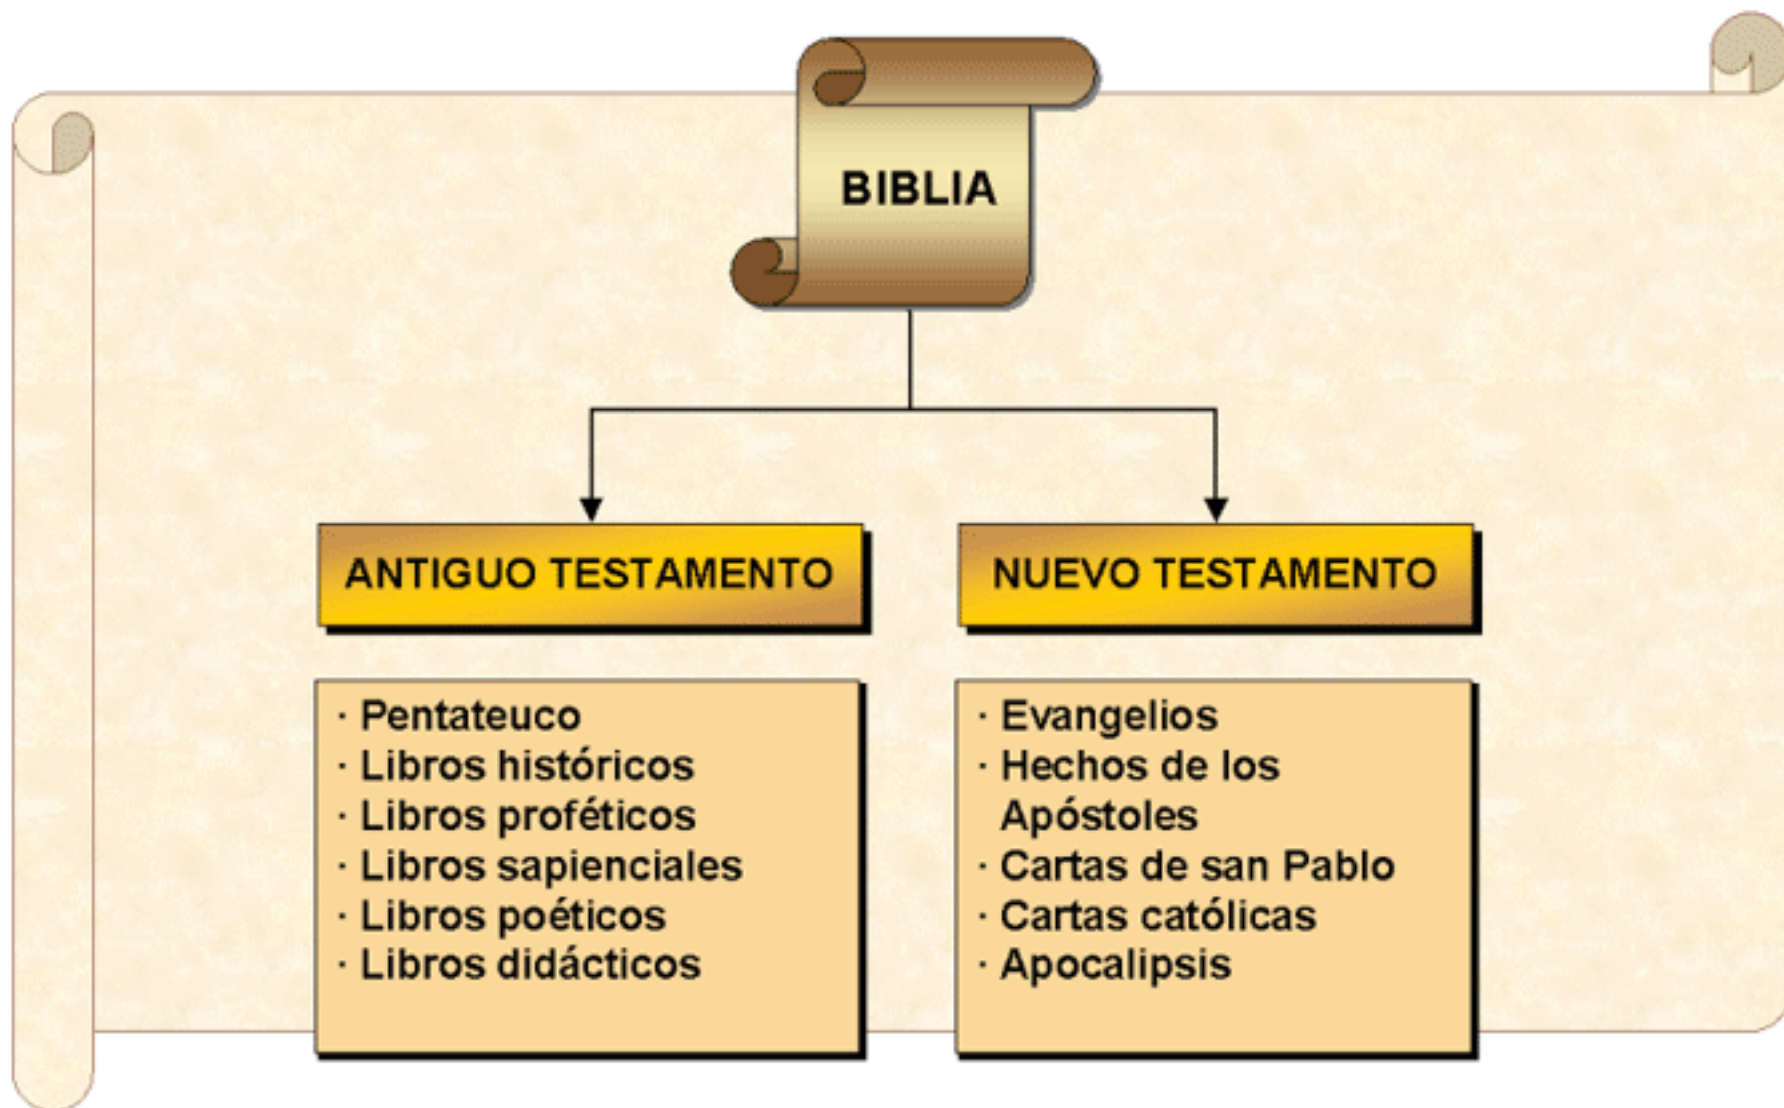 BIBLIA
ANTIGUO TESTAMENTO
· Pentateuco
· Libros históricos
· Libros proféticos
· Libros sapienciales
· Libros poéticos
· Libros didácticos
NUEVO TESTAMENTO
· Evangelios
· Hechos de los
Apóstoles
· Cartas de san Pablo
· Cartas católicas
· Apocalipsis